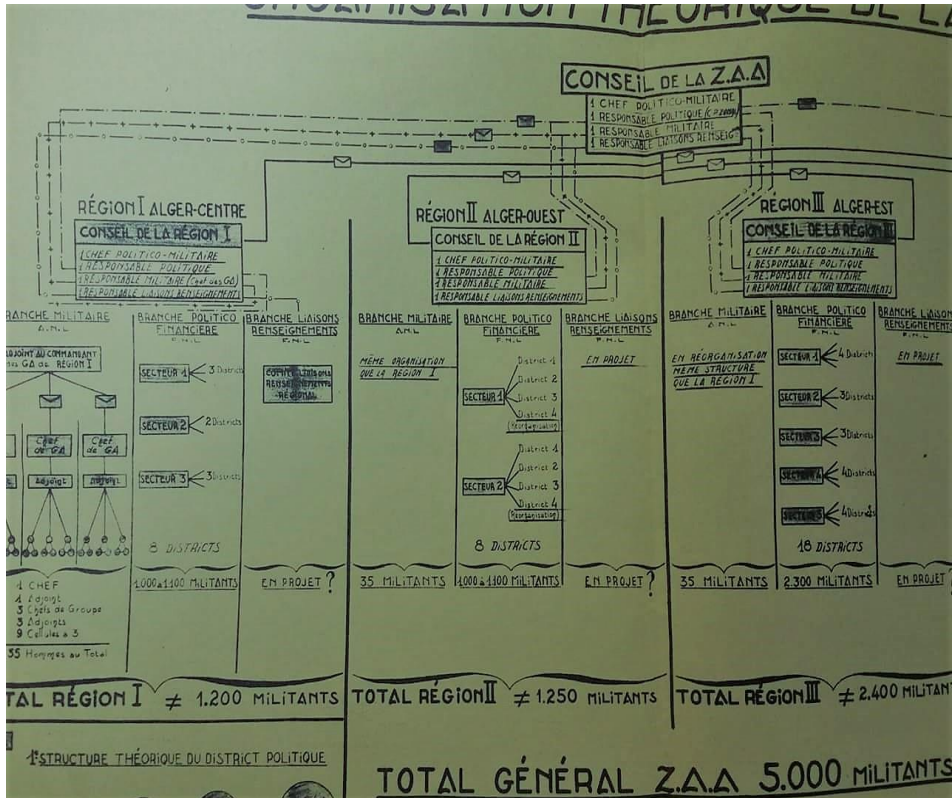 ORGANISATION THÉORIQUE DE LA
CONSEIL DE LA Z.A.A
1 CHEF POLITICO-MILITAIRE
1 RESPONSABLE POLITIQUE
1 RESPONSABLE MILITAIRE
1 RESPONSABLE LIAISONS RENSEIG
RÉGION I ALGER-CENTRE
CONSEIL DE LA RÉGION I
1 CHEF POLITICO-MILITAIRE
1 RESPONSABLE POLITIQUE
1 RESPONSABLE MILITAIRE (Chef des GA)
1 RESPONSABLE LIAISONS RENSEIGNEMENTS
BRANCHE MILITAIRE
A.N.L
ADJOINT AU COMMANDANT
des GA de RÉGION I
Chef
de GA
Chef
de GA
Adjoint
Adjoint
1 CHEF
1 Adjoint
3 Chefs de Groupe
3 Adjoints
9 Cellules à 3
35 Hommes au Total
BRANCHE POLITICO
FINANCIÈRE
F.N.L
SECTEUR 1
3 Districts
SECTEUR 2
2 Districts
SECTEUR 3
3 Districts
8 DISTRICTS
1.000 à 1.100 MILITANTS
BRANCHE LIAISONS
RENSEIGNEMENTS
F.N.L
COMITÉ LIAISONS
RENSEIGNEMENTS
RÉGIONAL
EN PROJET ?
TOTAL RÉGION I ≠ 1.200 MILITANTS
RÉGION II ALGER-OUEST
CONSEIL DE LA RÉGION II
1 CHEF POLITICO-MILITAIRE
1 RESPONSABLE POLITIQUE
1 RESPONSABLE MILITAIRE
1 RESPONSABLE LIAISONS RENSEIGNEMENTS
BRANCHE MILITAIRE
A.N.L
MÊME ORGANISATION
QUE LA RÉGION I
35 MILITANTS
BRANCHE POLITICO
FINANCIÈRE
F.N.L
SECTEUR 1
District 1
District 2
District 3
District 4
(Réorganisation)
SECTEUR 2
District 1
District 2
District 3
District 4
(Réorganisation)
8 DISTRICTS
1.000 à 1.100 MILITANTS
BRANCHE LIAISONS
RENSEIGNEMENTS
F.N.L
EN PROJET
EN PROJET ?
TOTAL RÉGION II ≠ 1.250 MILITANTS
RÉGION III ALGER-EST
CONSEIL DE LA RÉGION III
1 CHEF POLITICO-MILITAIRE
1 RESPONSABLE POLITIQUE
1 RESPONSABLE MILITAIRE
1 RESPONSABLE LIAISONS RENSEIGNEMENTS
BRANCHE MILITAIRE
A.N.L
EN RÉORGANISATION
MÊME STRUCTURE
QUE LA RÉGION I
35 MILITANTS
BRANCHE POLITICO
FINANCIÈRE
F.N.L
SECTEUR 1
4 Districts
SECTEUR 2
3 Districts
SECTEUR 3
3 Districts
SECTEUR 4
4 Districts
SECTEUR 5
4 Districts
18 DISTRICTS
2.300 MILITANTS
BRANCHE LIAISON
RENSEIGNEMENT
F.N.L
EN PROJET
EN PROJET ?
TOTAL RÉGION III ≠ 2.400 MILITANT
1° STRUCTURE THÉORIQUE DU DISTRICT POLITIQUE
TOTAL GÉNÉRAL Z.A.A 5.000 MILITANTS